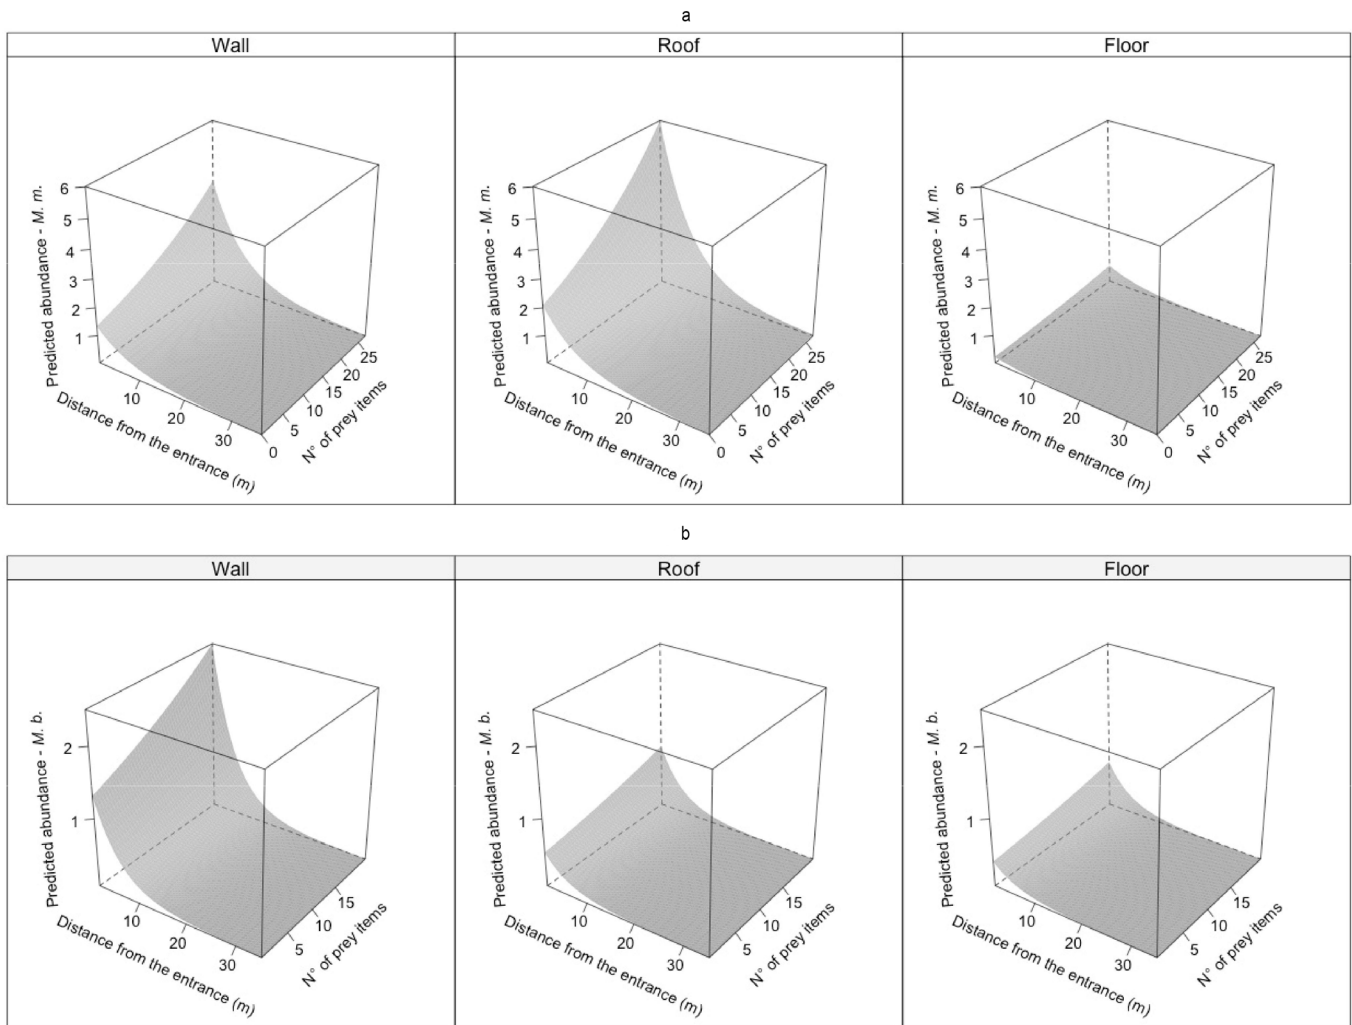 a
Wall
Roof
Floor
Predicted abundance - M. m.
6
5
4
3
2
1
10
20
30
Distance from the entrance (m)
0
5
10
15
20
25
N° of prey items
Predicted abundance - M. m.
6
5
4
3
2
1
10
20
30
Distance from the entrance (m)
0
5
10
15
20
25
N° of prey items
Predicted abundance - M. m.
6
5
4
3
2
1
10
20
30
Distance from the entrance (m)
0
5
10
15
20
25
N° of prey items
b
Wall
Roof
Floor
Predicted abundance - M. b.
2
1
10
20
30
Distance from the entrance (m)
5
10
15
N° of prey items
Predicted abundance - M. b.
2
1
10
20
30
Distance from the entrance (m)
5
10
15
N° of prey items
Predicted abundance - M. b.
2
1
10
20
30
Distance from the entrance (m)
5
10
15
N° of prey items